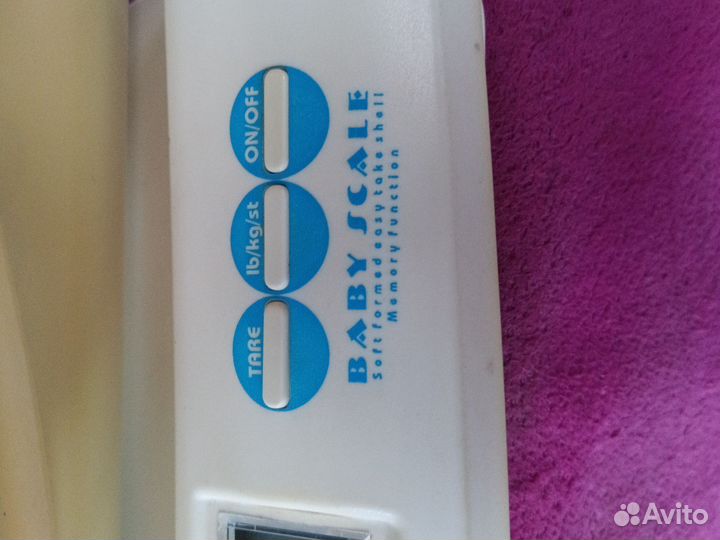 TARE lb/kg/st ON/OFF
BABY SCALE
Soft formed easy take shell
Memory function
Avito